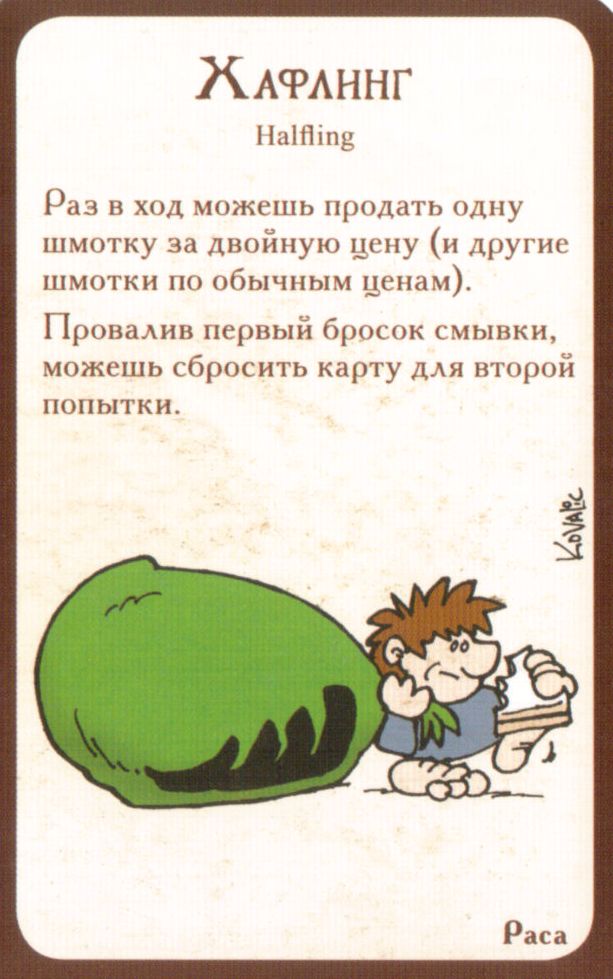 Хафлинг
Halfling
Раз в ход можешь продать одну
шмотку за двойную цену (и другие
шмотки по обычным ценам).
Провалив первый бросок смывки,
можешь сбросить карту для второй
попытки.
Kovalic
Раса